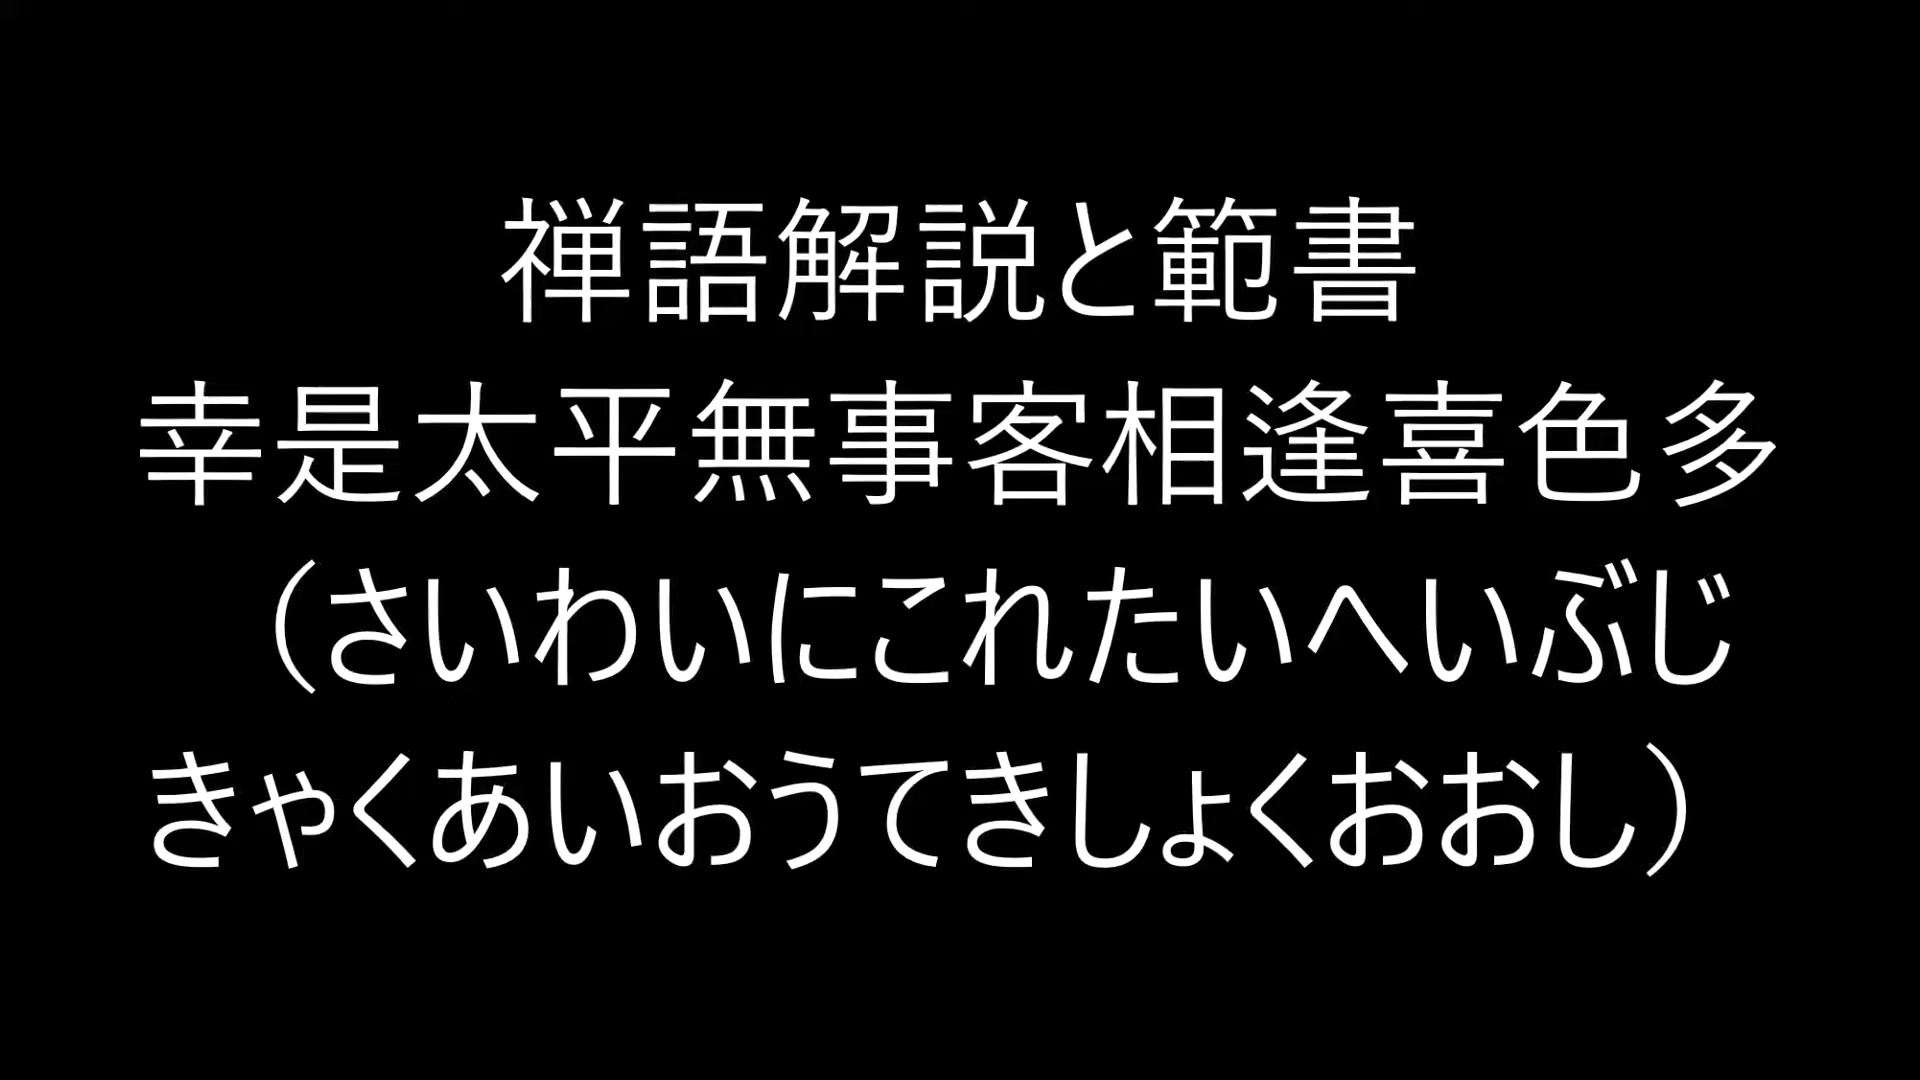 禅語解説と範書
幸是太平無事客相逢喜色多
（さいわいにこれたいへいぶじ
きゃくあいおうてきしょくおおし）